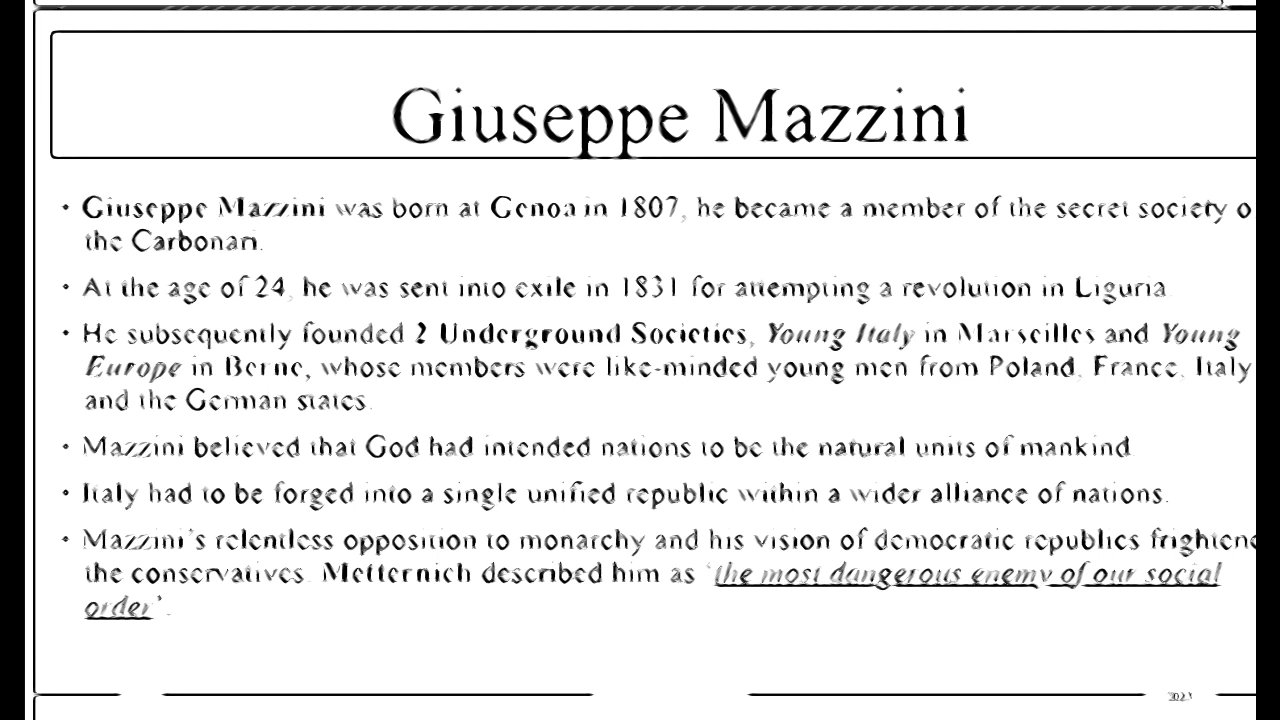 Giuseppe Mazzini
• Giuseppe Mazzini was born at Genoa in 1807, he became a member of the secret society o
the Carbonari.
• At the age of 24, he was sent into exile in 1831 for attempting a revolution in Liguria.
• He subsequently founded 2 Underground Societies, Young Italy in Marseilles and Young
Europe in Berne, whose members were like-minded young men from Poland, France, Italy
and the German states.
• Mazzini believed that God had intended nations to be the natural units of mankind.
• Italy had to be forged into a single unified republic within a wider alliance of nations.
• Mazzini's relentless opposition to monarchy and his vision of democratic republics frightene
the conservatives. Metternich described him as 'the most dangerous enemy of our social
order'.